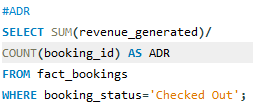 #ADR
SELECT SUM(revenue_generated)/
COUNT(booking_id) AS ADR
FROM fact_bookings
WHERE booking_status='Checked Out';